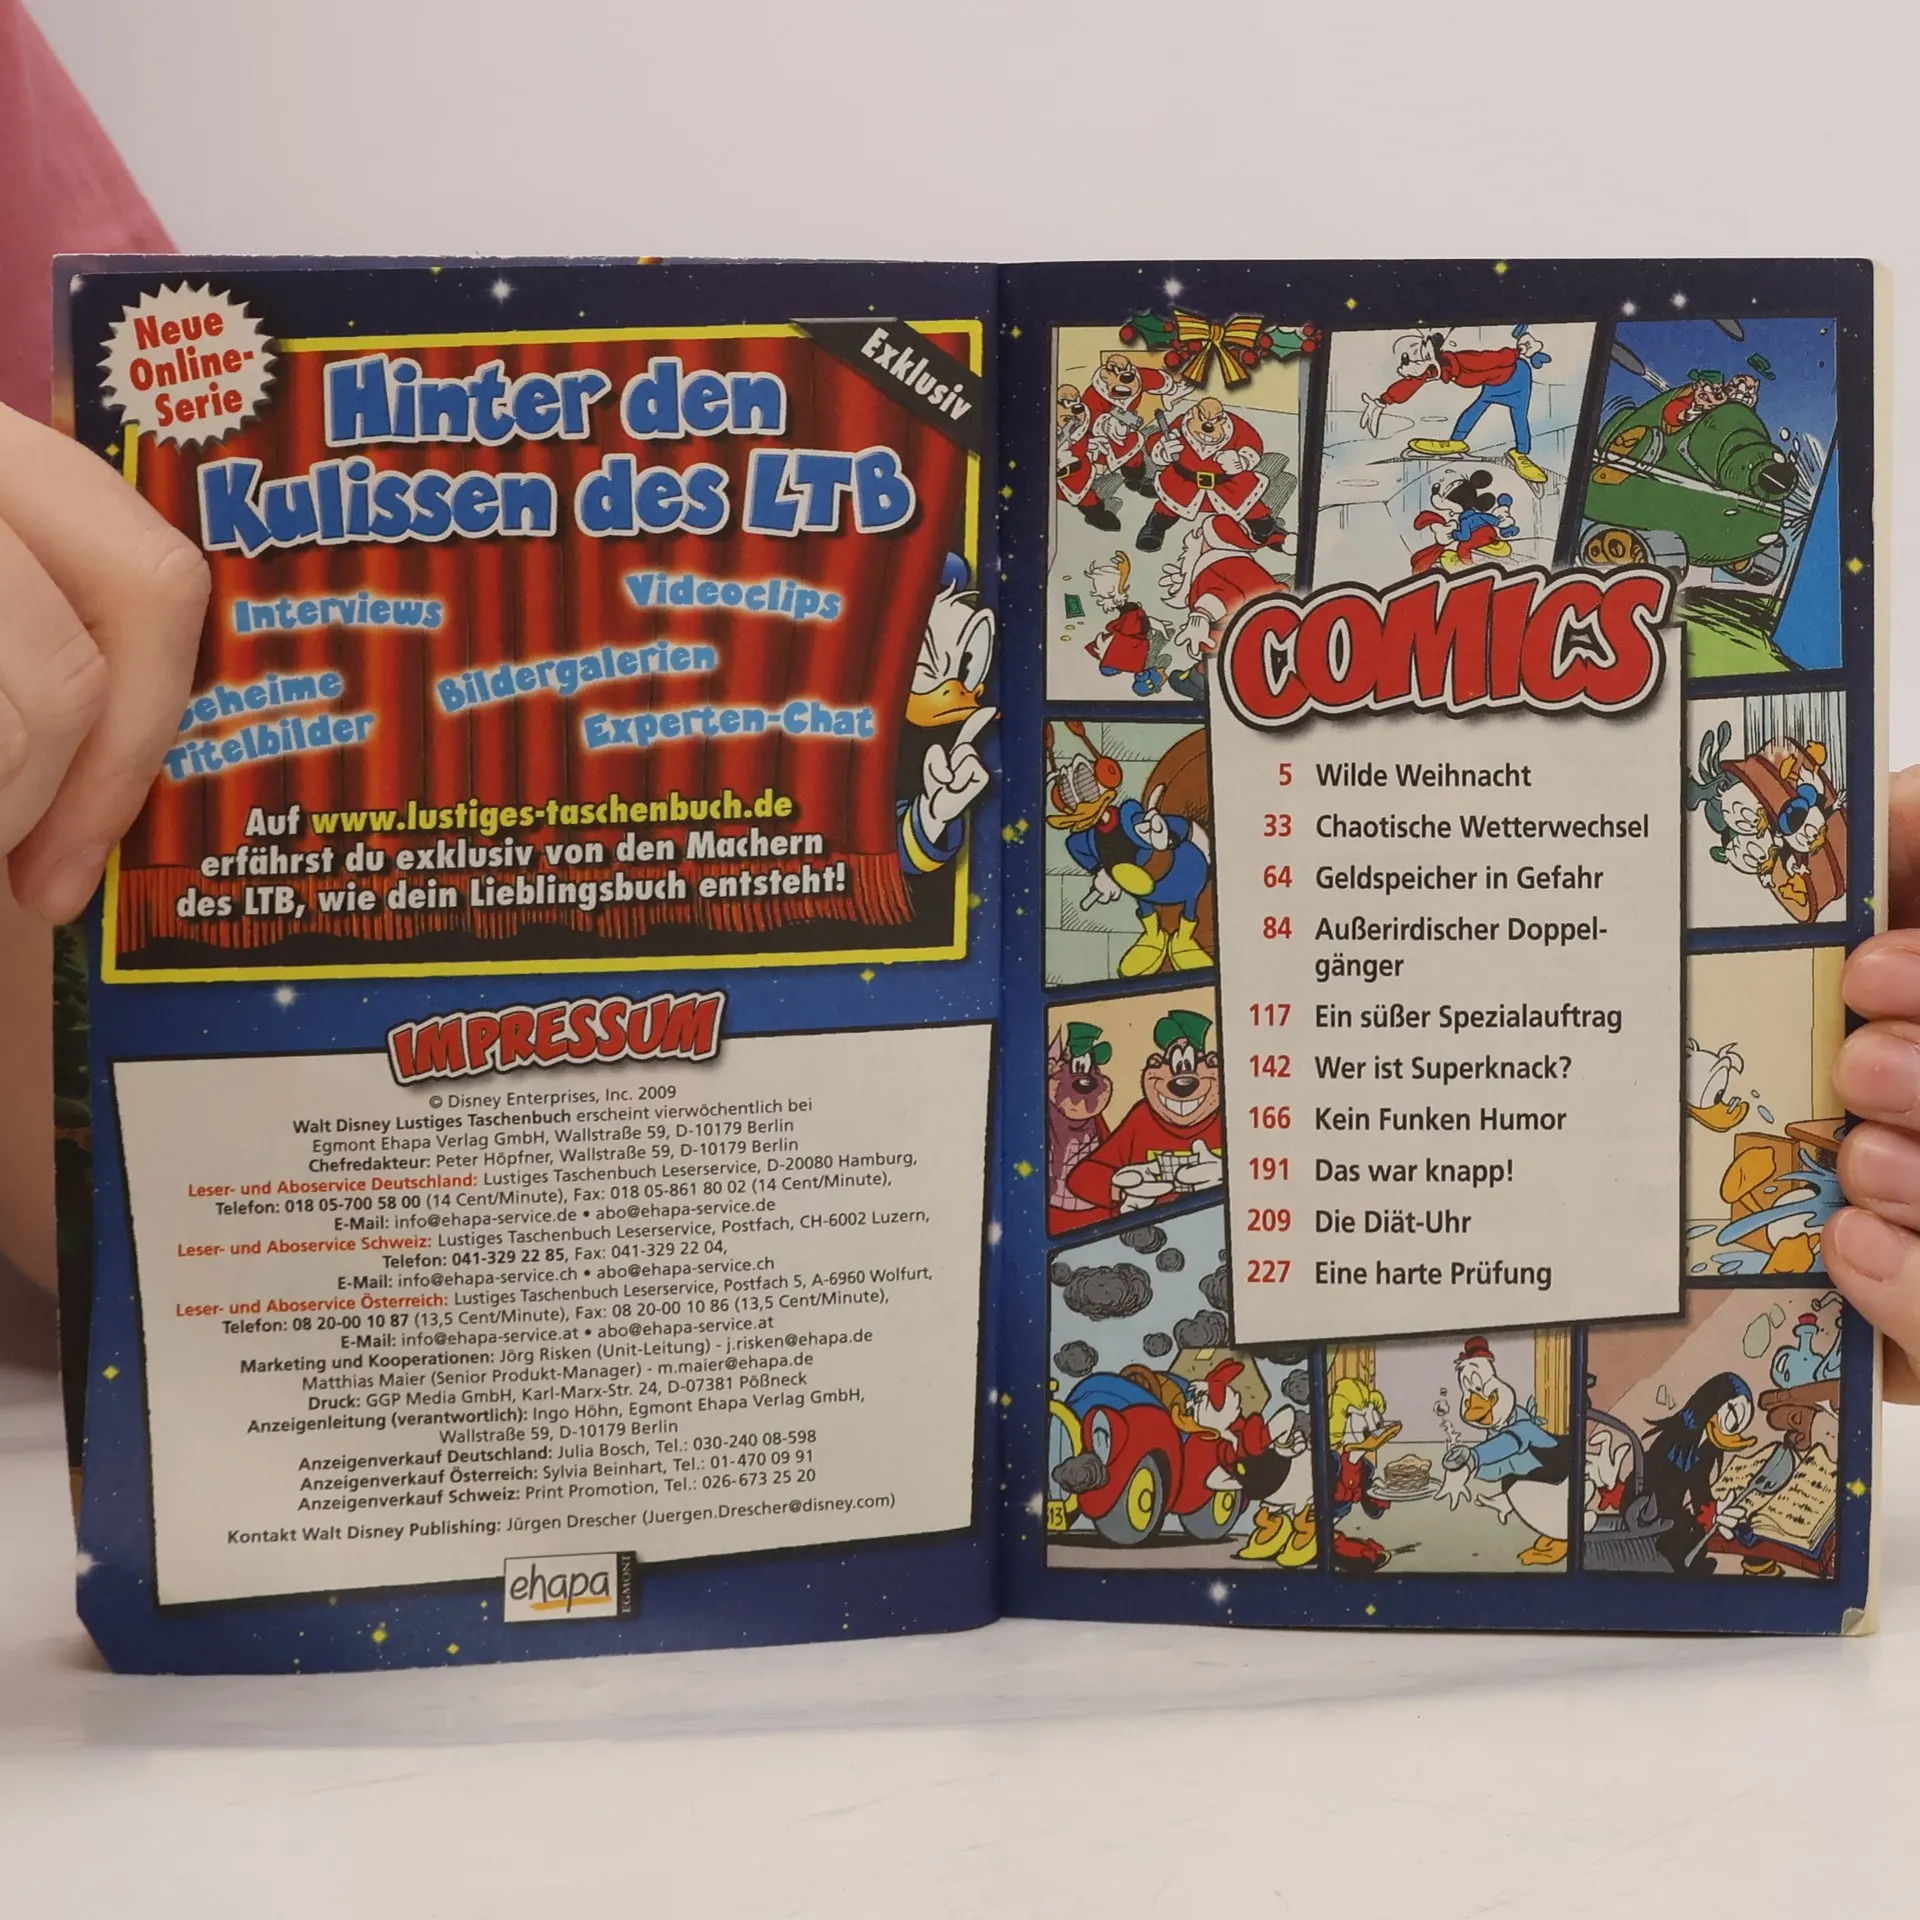 Neue
Online-
Serie
Exklusiv
Hinter den
Kulissen des LTB
Interviews
Videoclips
Geheime
Titelbilder
Bildergalerien
Experten-Chat
Auf www.lustiges-taschenbuch.de
erfährst du exklusiv von den Machern
des LTB, wie dein Lieblingsbuch entsteht!
IMPRESSUM
© Disney Enterprises, Inc. 2009
Walt Disney Lustiges Taschenbuch erscheint vierwöchentlich bei
Egmont Ehapa Verlag GmbH, Wallstraße 59, D-10179 Berlin
Chefredakteur: Peter Höpfner, Wallstraße 59, D-10179 Berlin
Leser- und Aboservice Deutschland: Lustiges Taschenbuch Leserservice, D-20080 Hamburg,
Telefon: 018 05-700 58 00 (14 Cent/Minute), Fax: 018 05-861 80 02 (14 Cent/Minute),
E-Mail: info@ehapa-service.de • abo@ehapa-service.de
Leser- und Aboservice Schweiz: Lustiges Taschenbuch Leserservice, Postfach, CH-6002 Luzern,
Telefon: 041-329 22 85, Fax: 041-329 22 04,
E-Mail: info@ehapa-service.ch • abo@ehapa-service.ch
Leser- und Aboservice Österreich: Lustiges Taschenbuch Leserservice, Postfach 5, A-6960 Wolfurt,
Telefon: 08 20-00 10 87 (13,5 Cent/Minute), Fax: 08 20-00 10 86 (13,5 Cent/Minute),
E-Mail: info@ehapa-service.at • abo@ehapa-service.at
Marketing und Kooperationen: Jörg Risken (Unit-Leitung) - j.risken@ehapa.de
Matthias Maier (Senior Produkt-Manager) - m.maier@ehapa.de
Druck: GGP Media GmbH, Karl-Marx-Str. 24, D-07381 Pößneck
Anzeigenleitung (verantwortlich): Ingo Höhn, Egmont Ehapa Verlag GmbH,
Wallstraße 59, D-10179 Berlin
Anzeigenverkauf Deutschland: Julia Bosch, Tel.: 030-240 08-598
Anzeigenverkauf Österreich: Sylvia Beinhart, Tel.: 01-470 09 91
Anzeigenverkauf Schweiz: Print Promotion, Tel.: 026-673 25 20
Kontakt Walt Disney Publishing: Jürgen Drescher (Juergen.Drescher@disney.com)
ehapa
EGMONT
COMICS
5 Wilde Weihnacht
33 Chaotische Wetterwechsel
64 Geldspeicher in Gefahr
84 Außerirdischer Doppel-
gänger
117 Ein süßer Spezialauftrag
142 Wer ist Superknack?
166 Kein Funken Humor
191 Das war knapp!
209 Die Diät-Uhr
227 Eine harte Prüfung